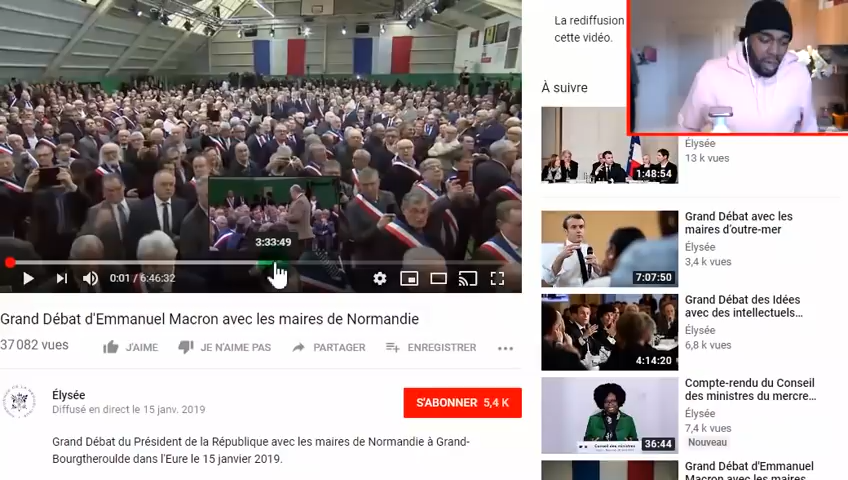 La rediffusion
cette vidéo.
À suivre
Élysée
13 k vues
1:48:54
3:33:49
0:01 / 6:46:32
Grand Débat d'Emmanuel Macron avec les maires de Normandie
37 082 vues
J'AIME
JE N'AIME PAS
PARTAGER
ENREGISTRER
Élysée
Diffusé en direct le 15 janv. 2019
S'ABONNER 5,4 K
Grand Débat du Président de la République avec les maires de Normandie à Grand-
Bourgtheroulde dans l'Eure le 15 janvier 2019.
Grand Débat avec les
maires d'outre-mer
Élysée
3,4 k vues
7:07:50
Grand Débat des Idées
avec des intellectuels...
Élysée
6,8 k vues
4:14:20
Compte-rendu du Conseil
des ministres du mercre...
Élysée
7,4 k vues
Nouveau
36:44
Grand Débat d'Emmanuel
Macron avec les maires